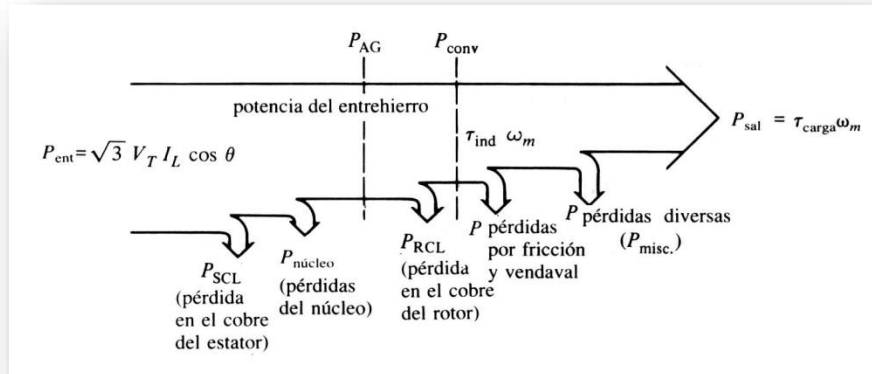 P_AG
P_conv
potencia del entrehierro
P_sal = τ_carga ω_m
τ_ind ω_m
P_ent = √3 V_T I_L cos θ
P_SCL
(pérdida
en el cobre
del estator)
P_núcleo
(pérdidas
del núcleo)
P_RCL
(pérdida
en el cobre
del rotor)
P pérdidas
por fricción
y vendaval
P pérdidas diversas
(P_misc.)